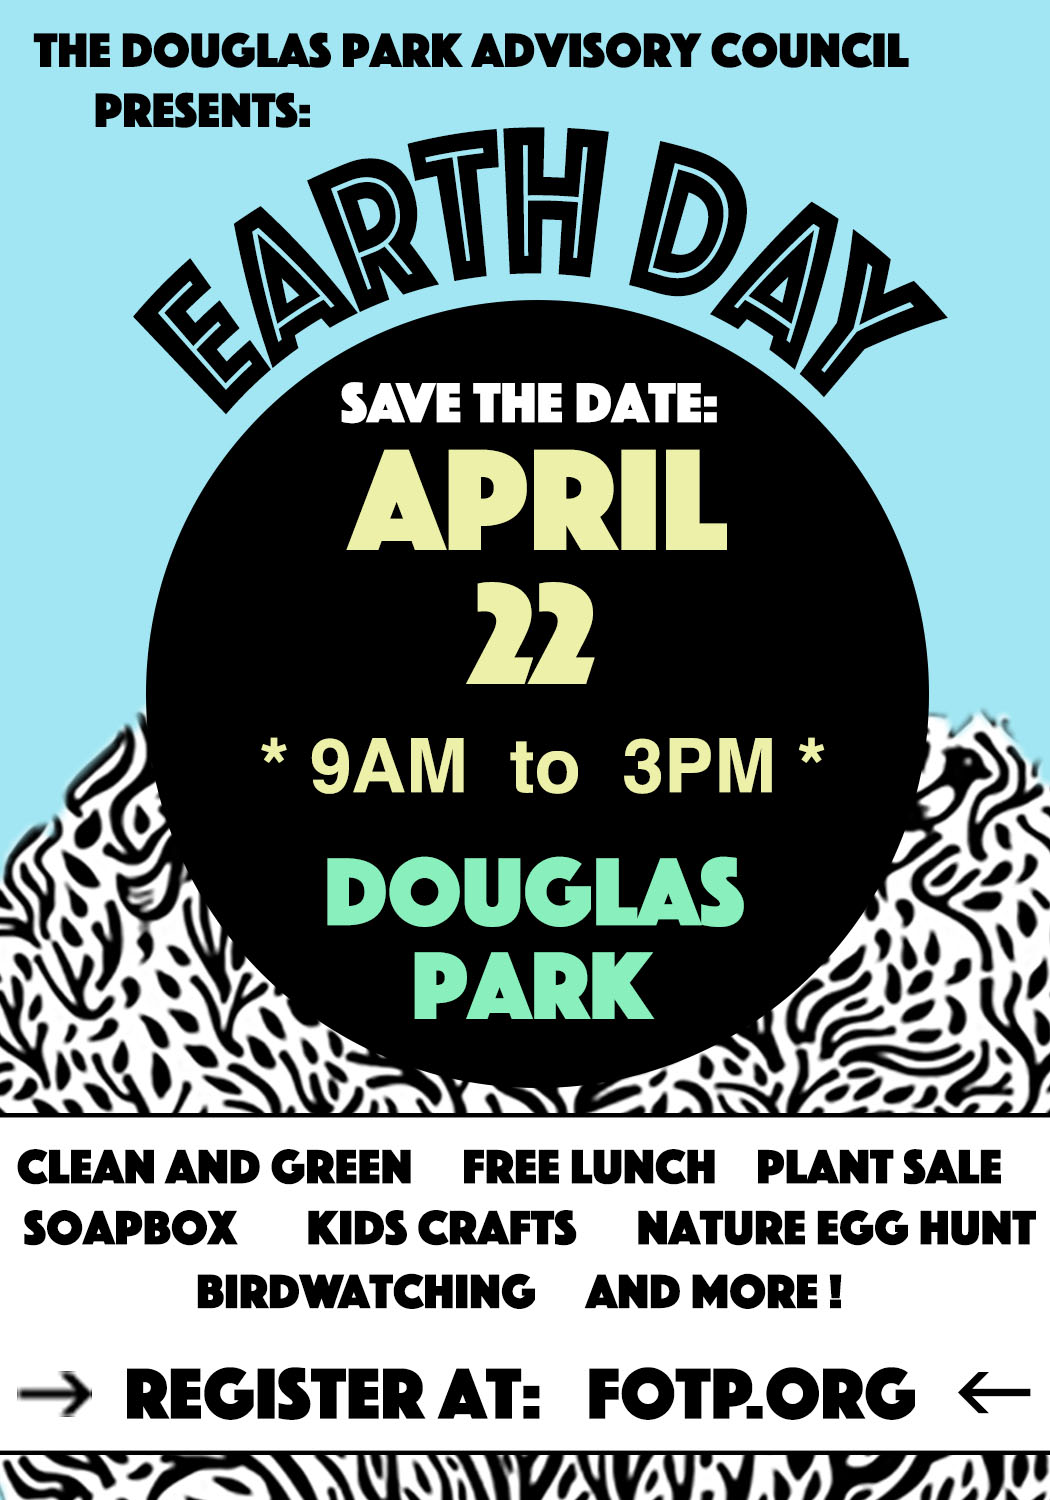 THE DOUGLAS PARK ADVISORY COUNCIL
PRESENTS:
EARTH DAY
SAVE THE DATE:
APRIL
22
* 9AM to 3PM *
DOUGLAS
PARK
CLEAN AND GREEN FREE LUNCH PLANT SALE
SOAPBOX KIDS CRAFTS NATURE EGG HUNT
BIRDWATCHING AND MORE !
→ REGISTER AT: FOTP.ORG ←